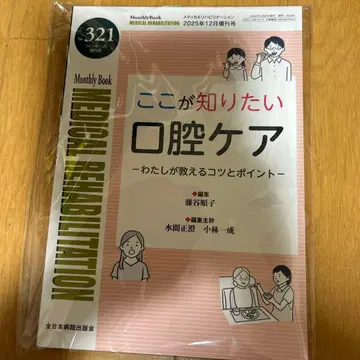 Monthly Book
MEDICAL REHABILITATION
メディカルリハビリテーション
2025年12月増刊号
321
Monthly Book
MEDICAL REHABILITATION
ここが知りたい
口腔ケア
−わたしが教えるコツとポイント−
◆編集
藤谷順子
◆編集主幹
水間正澄 小林一成
全日本病院出版会